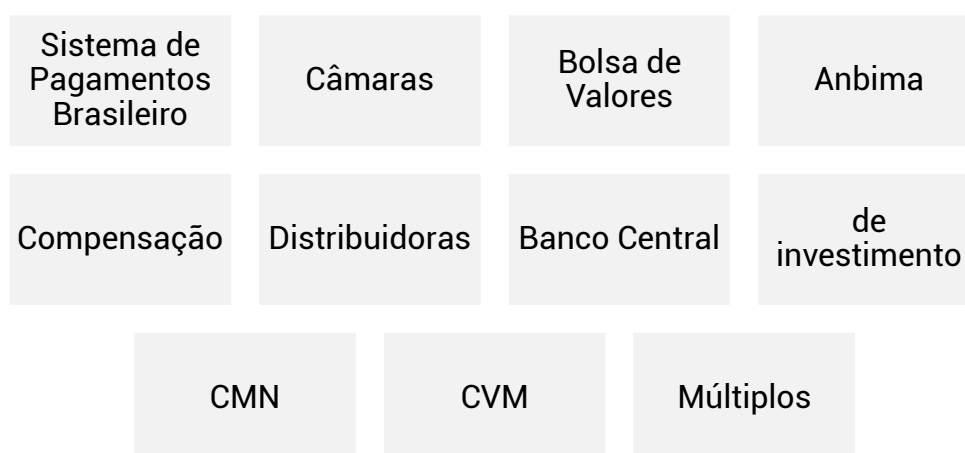 Sistema de
Pagamentos
Brasileiro
Câmaras
Bolsa de
Valores
Anbima
Compensação
Distribuidoras
Banco Central
de
investimento
CMN
CVM
Múltiplos